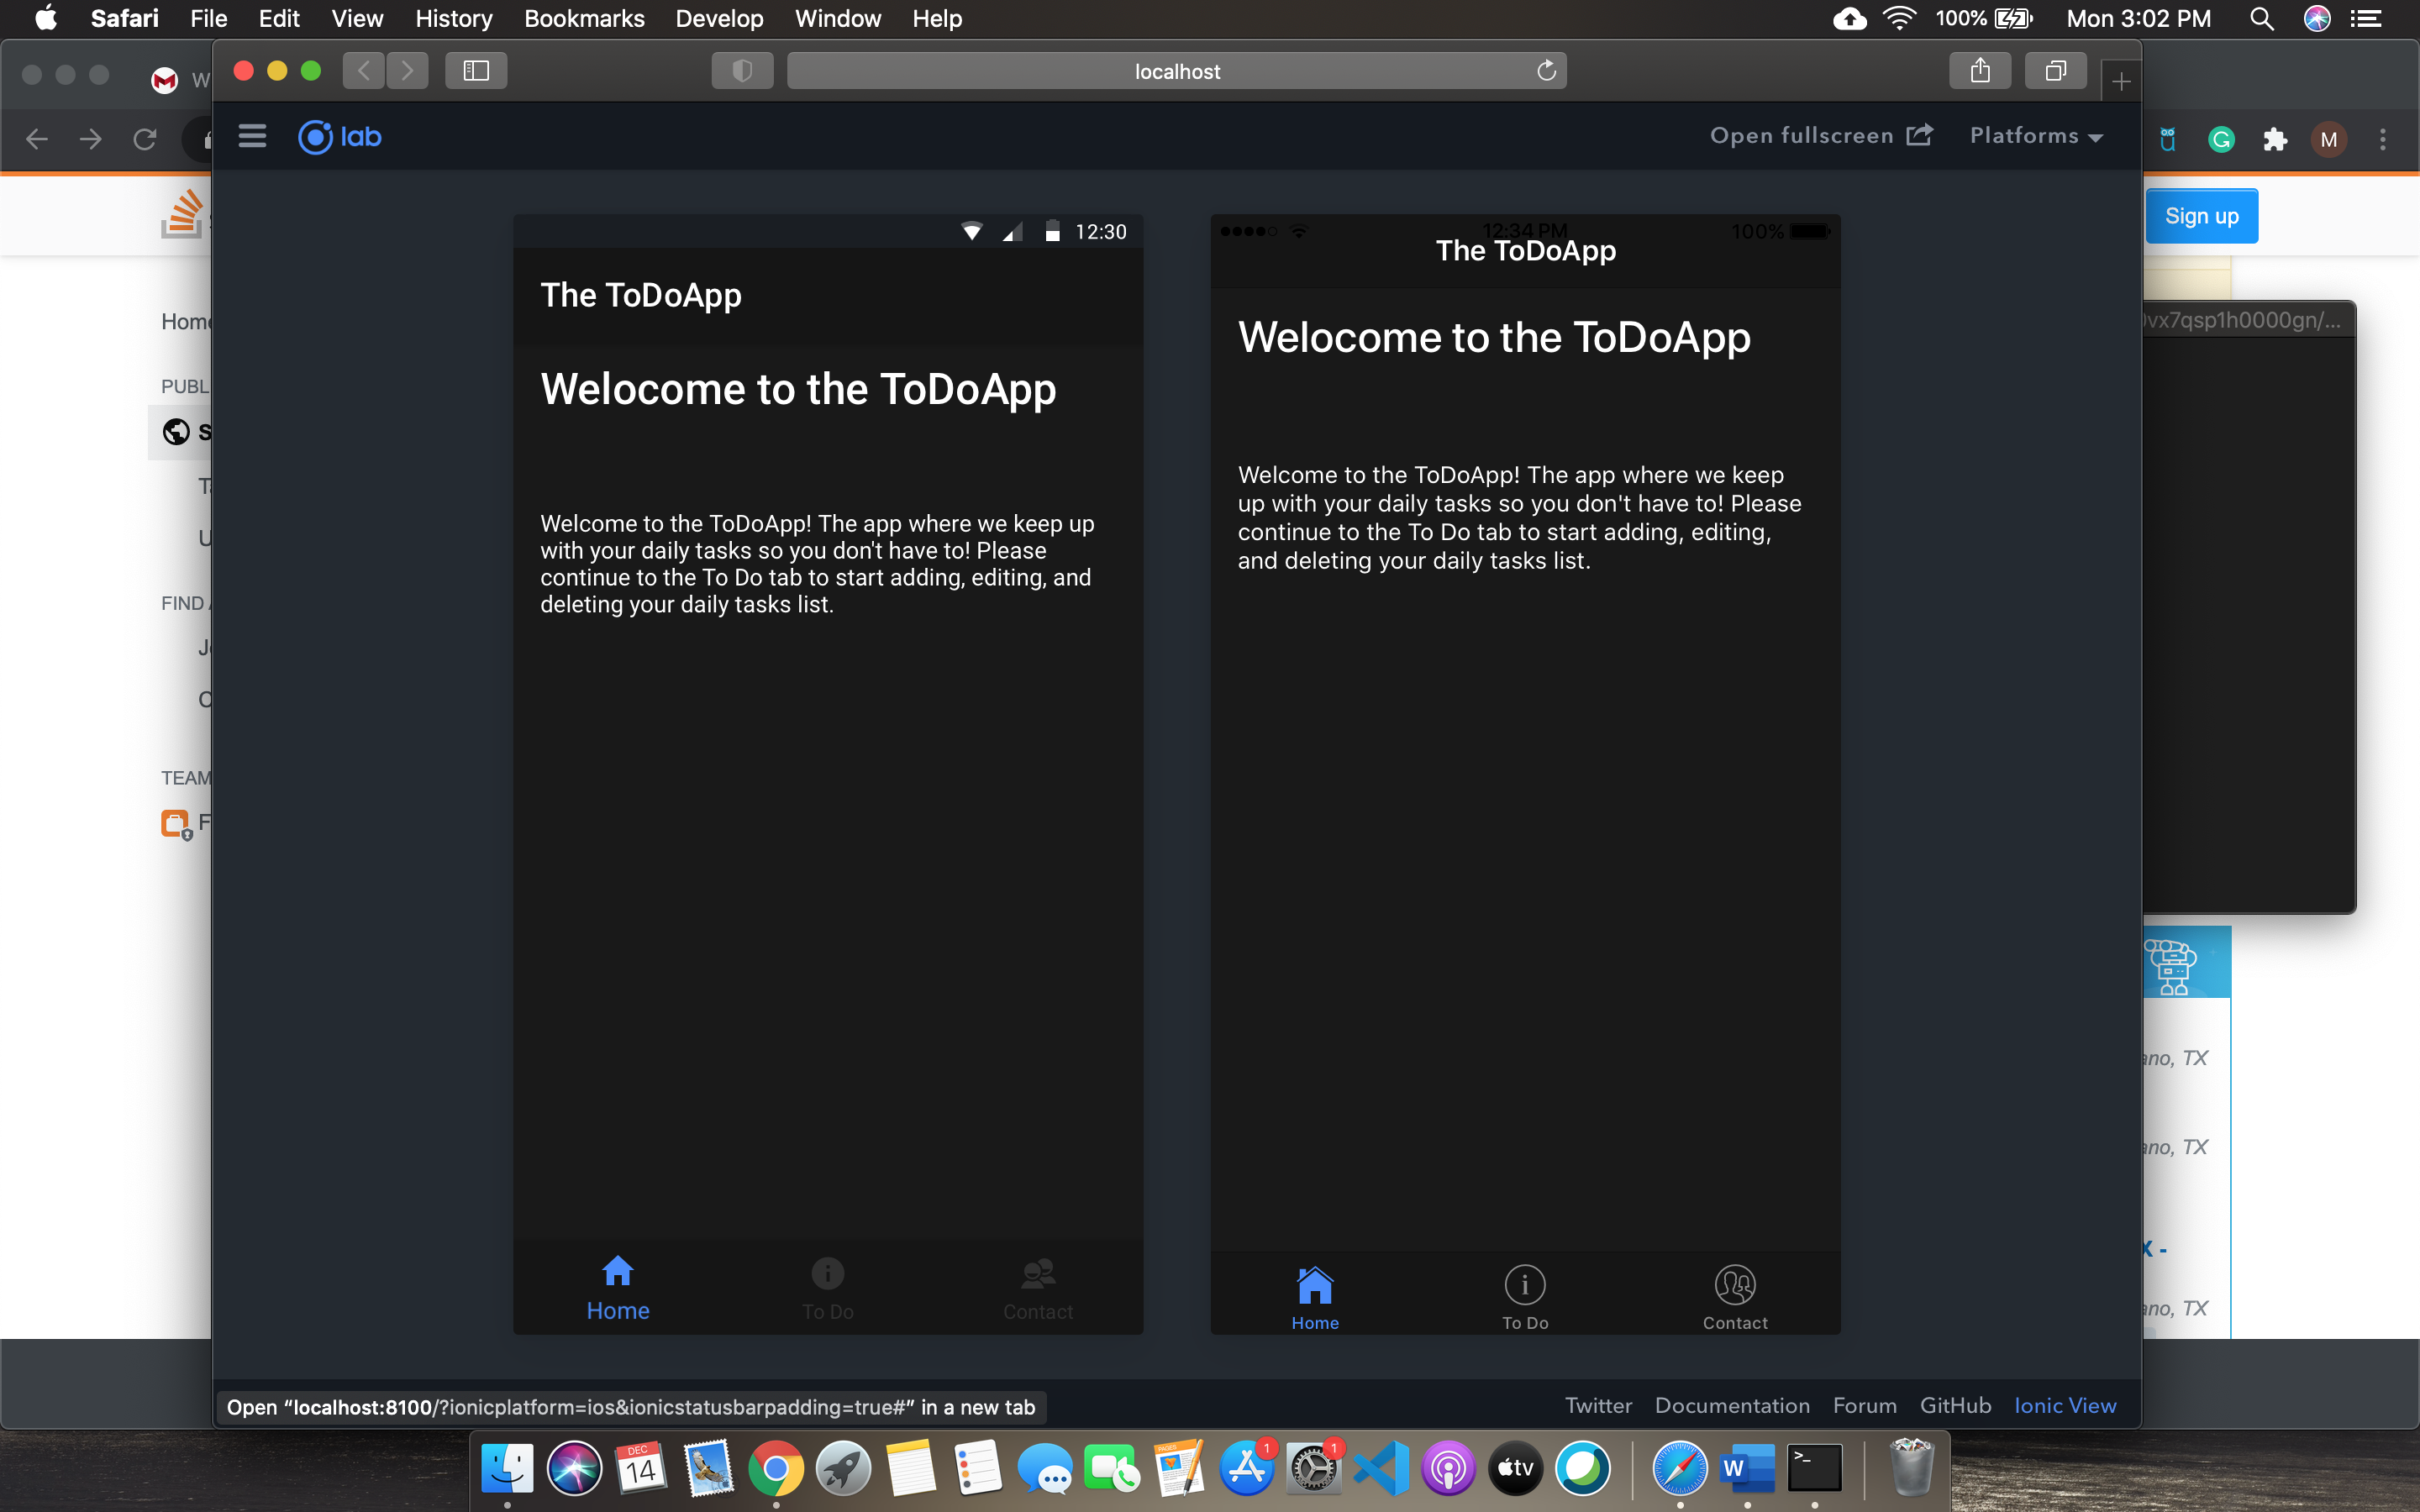 Safari File Edit View History Bookmarks Develop Window Help
100% Mon 3:02 PM
W
localhost
lab
Open fullscreen Platforms
M
Sign up
12:30
The ToDoApp
Welocome to the ToDoApp
Welcome to the ToDoApp! The app where we keep up
with your daily tasks so you don't have to! Please
continue to the To Do tab to start adding, editing, and
deleting your daily tasks list.
Home
To Do
Contact
12:34 PM
100%
The ToDoApp
Welocome to the ToDoApp
Welcome to the ToDoApp! The app where we keep
up with your daily tasks so you don't have to! Please
continue to the To Do tab to start adding, editing,
and deleting your daily tasks list.
Home
To Do
Contact
Home
PUBL
S
U
FIND
TEAM
F
vx7qsp1h0000gn/...
ano, TX
ano, TX
X -
ano, TX
Open “localhost:8100/?ionicplatform=ios&ionicstatusbarpadding=true#” in a new tab
Twitter Documentation Forum GitHub Ionic View
DEC
14
PAGES
1
1
tv
W
>_